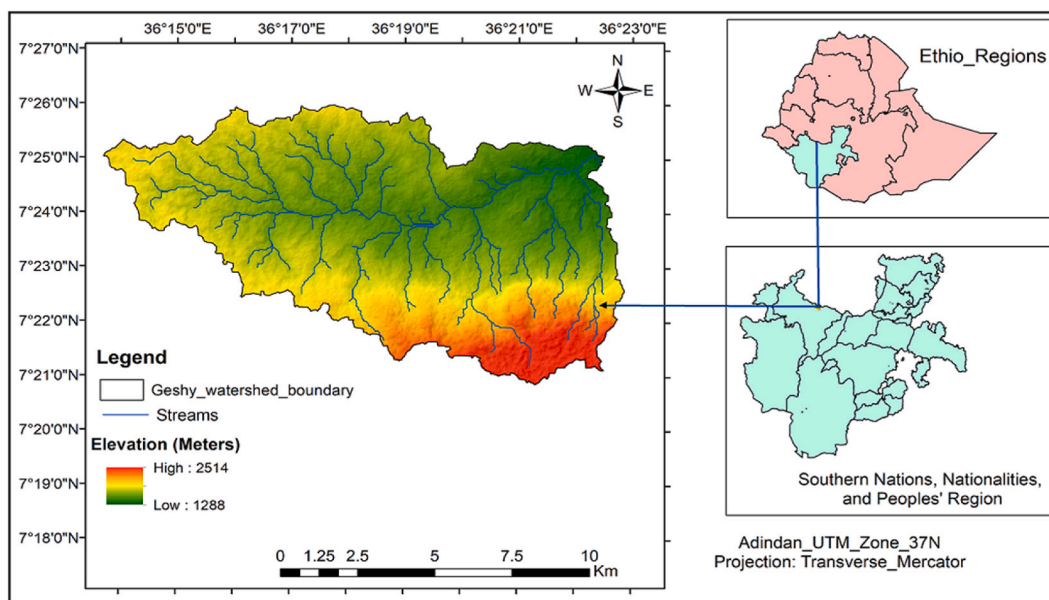 36°15'0"E 36°17'0"E 36°19'0"E 36°21'0"E 36°23'0"E
7°27'0"N
7°26'0"N
7°25'0"N
7°24'0"N
7°23'0"N
7°22'0"N
7°21'0"N
7°20'0"N
7°19'0"N
7°18'0"N
N
W E
S
Legend
Geshy_watershed_boundary
Streams
Elevation (Meters)
High : 2514
Low : 1288
0 1.25 2.5 5 7.5 10
Km
Ethio_Regions
Southern Nations, Nationalities,
and Peoples' Region
Adindan_UTM_Zone_37N
Projection: Transverse_Mercator